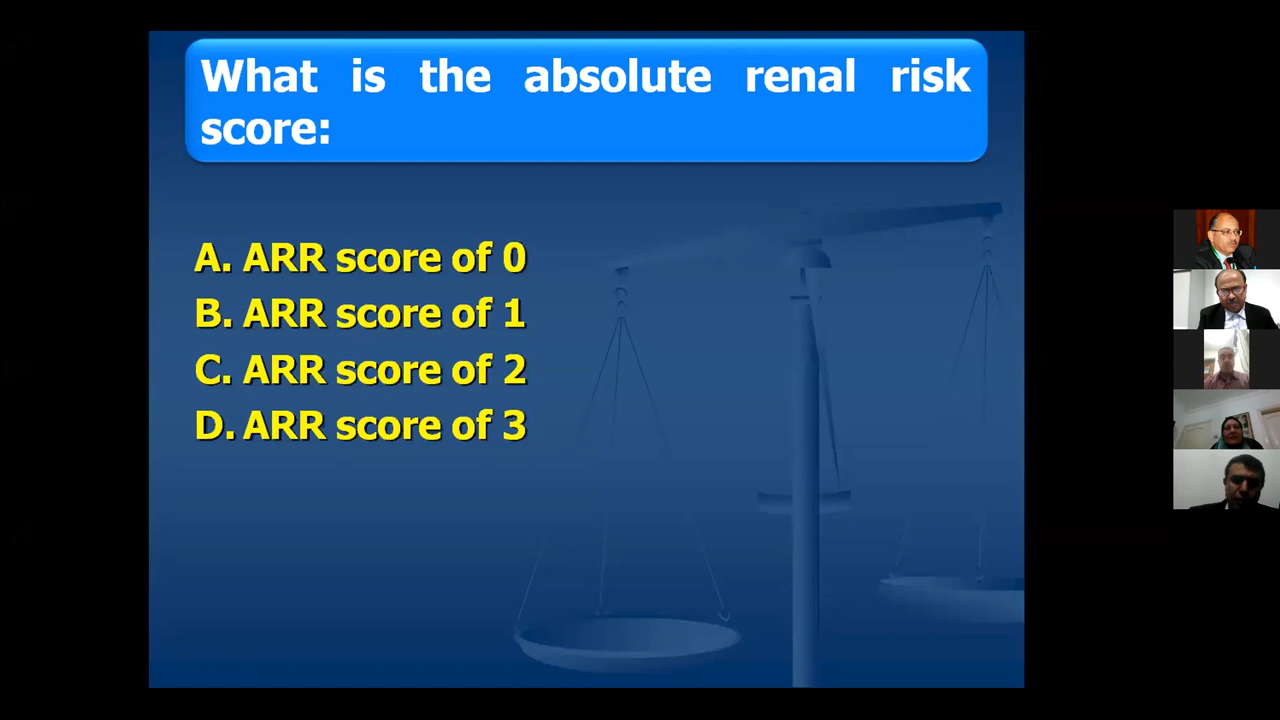 What is the absolute renal risk
score:
A. ARR score of 0
B. ARR score of 1
C. ARR score of 2
D. ARR score of 3